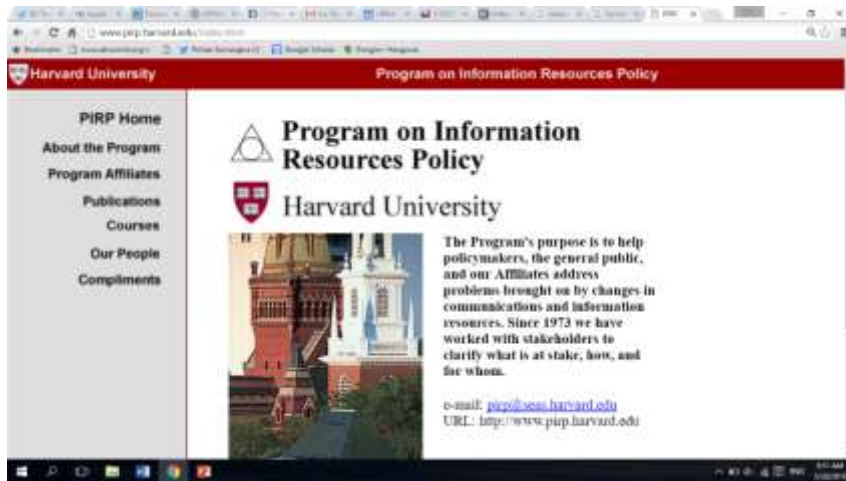 www.pirp.harvard.edu/index.html
Harvard University
Program on Information Resources Policy
PIRP Home
About the Program
Program Affiliates
Publications
Courses
Our People
Compliments
Program on Information
Resources Policy
Harvard University
The Program's purpose is to help
policymakers, the general public,
and our Affiliates address
problems brought on by changes in
communications and information
resources. Since 1973 we have
worked with stakeholders to
clarify what is at stake, how, and
for whom.
e-mail: pirp@seas.harvard.edu
URL: http://www.pirp.harvard.edu